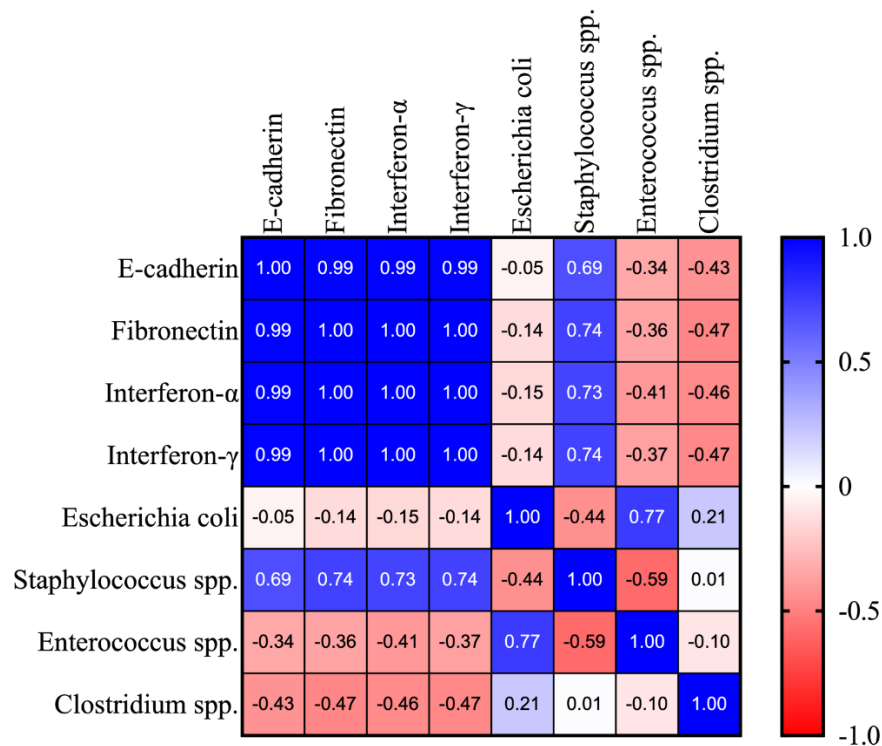 E-cadherin
Fibronectin
Interferon-α
Interferon-γ
Escherichia coli
Staphylococcus spp.
Enterococcus spp.
Clostridium spp.
E-cadherin 1.00 0.99 0.99 0.99 -0.05 0.69 -0.34 -0.43
Fibronectin 0.99 1.00 1.00 1.00 -0.14 0.74 -0.36 -0.47
Interferon-α 0.99 1.00 1.00 1.00 -0.15 0.73 -0.41 -0.46
Interferon-γ 0.99 1.00 1.00 1.00 -0.14 0.74 -0.37 -0.47
Escherichia coli -0.05 -0.14 -0.15 -0.14 1.00 -0.44 0.77 0.21
Staphylococcus spp. 0.69 0.74 0.73 0.74 -0.44 1.00 -0.59 0.01
Enterococcus spp. -0.34 -0.36 -0.41 -0.37 0.77 -0.59 1.00 -0.10
Clostridium spp. -0.43 -0.47 -0.46 -0.47 0.21 0.01 -0.10 1.00
1.0
0.5
0
-0.5
-1.0